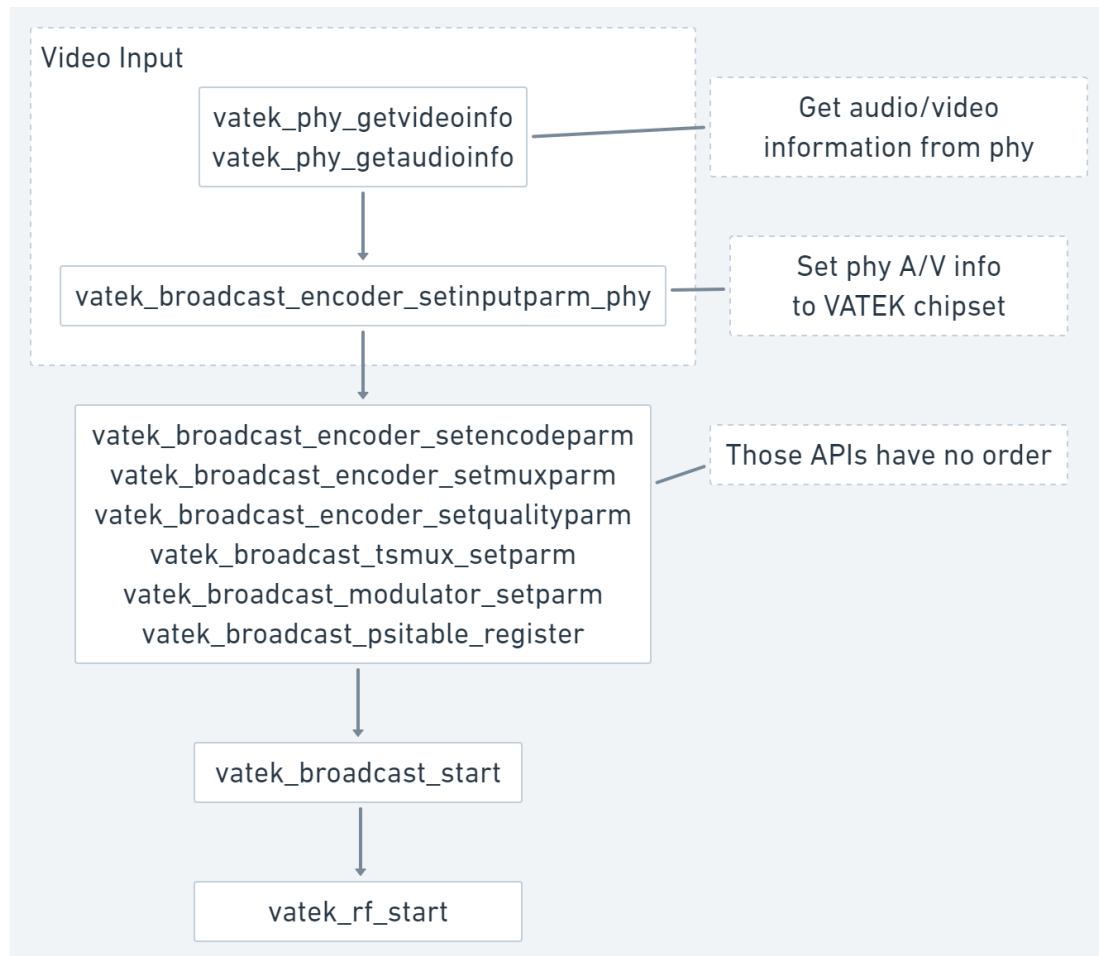 Video Input
vatek_phy_getvideoinfo
vatek_phy_getaudioinfo
Get audio/video
information from phy
vatek_broadcast_encoder_setinputparm_phy
Set phy A/V info
to VATEK chipset
vatek_broadcast_encoder_setencodeparm
vatek_broadcast_encoder_setmuxparm
vatek_broadcast_encoder_setqualityparm
vatek_broadcast_tsmux_setparm
vatek_broadcast_modulator_setparm
vatek_broadcast_psitable_register
Those APIs have no order
vatek_broadcast_start
vatek_rf_start